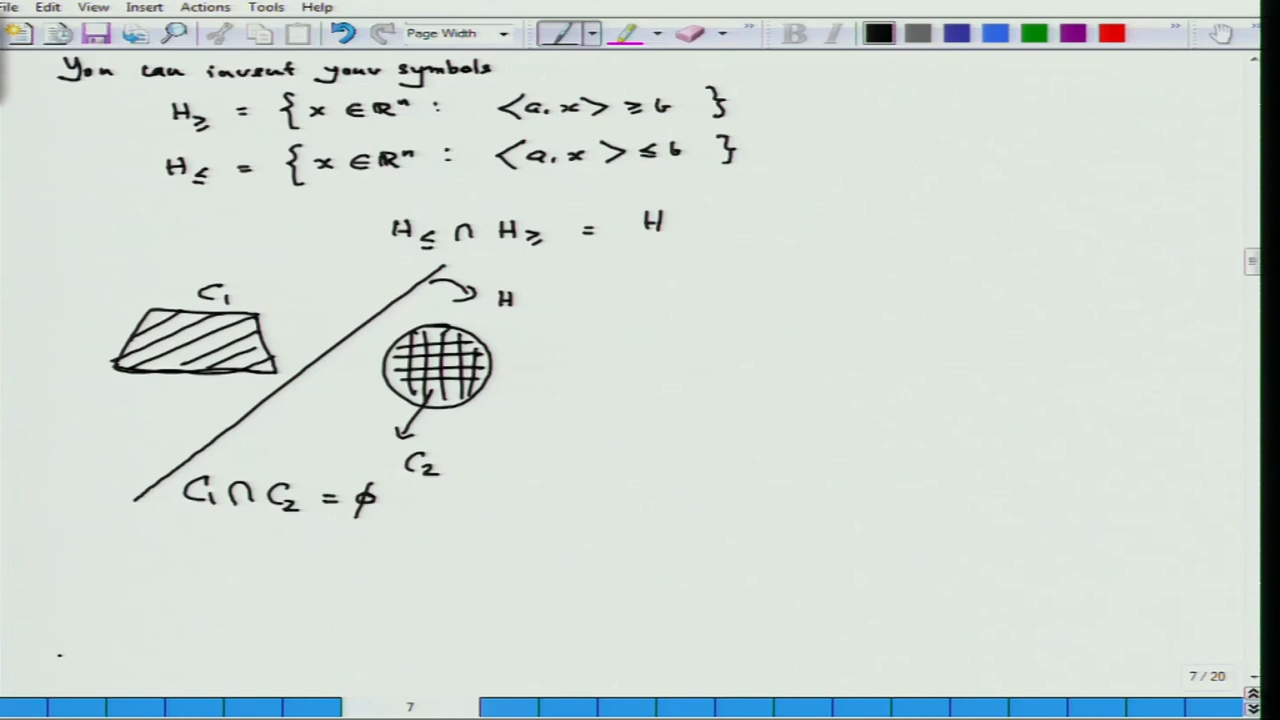 File Edit View Insert Actions Tools Help
Page Width
B I
You can invent your symbols
H≥ = { x ∈ ℝⁿ : <a, x> ≥ b }
H≤ = { x ∈ ℝⁿ : <a, x> ≤ b }
H≤ ∩ H≥ = H
C₁
H
C₂
C₁ ∩ C₂ = ϕ
7 / 20
7